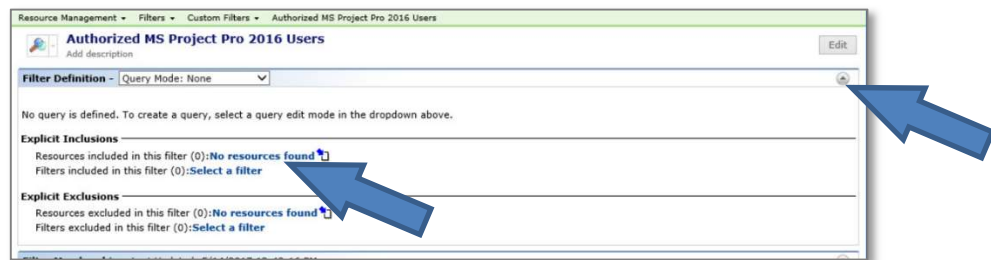 Resource Management ▾ Filters ▾ Custom Filters ▾ Authorized MS Project Pro 2016 Users
Authorized MS Project Pro 2016 Users
Add description
Edit
Filter Definition - Query Mode: None
No query is defined. To create a query, select a query edit mode in the dropdown above.
Explicit Inclusions
Resources included in this filter (0):No resources found
Filters included in this filter (0):Select a filter
Explicit Exclusions
Resources excluded in this filter (0):No resources found
Filters excluded in this filter (0):Select a filter